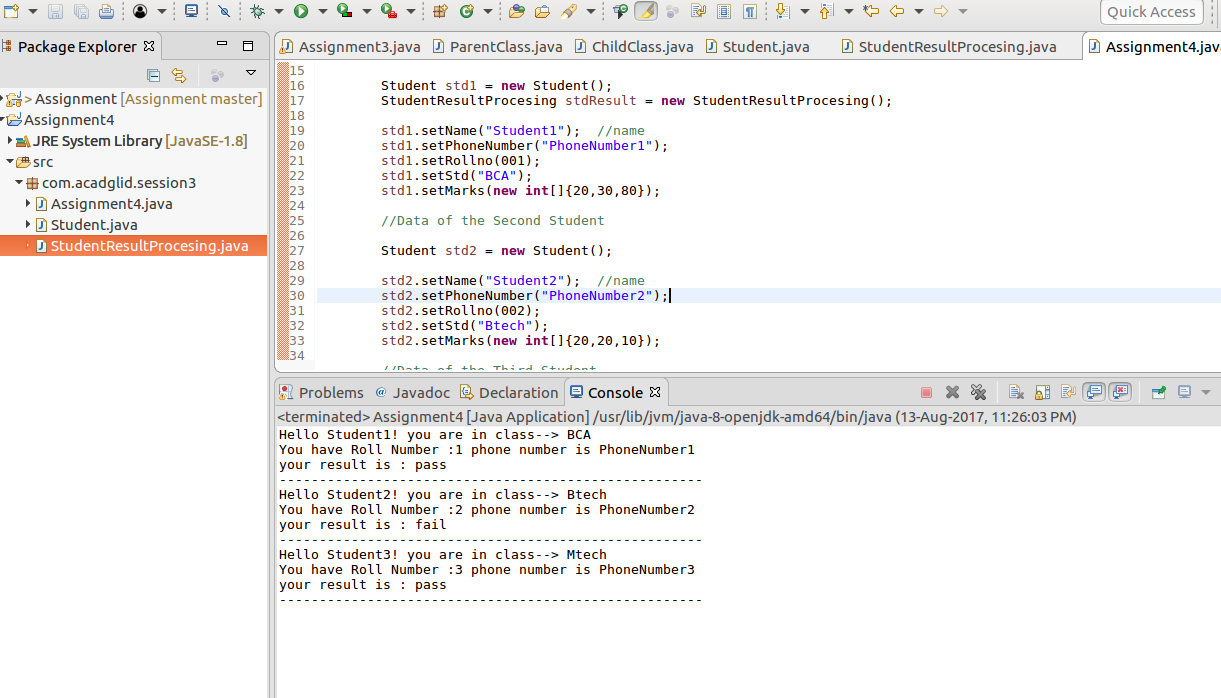 Quick Access
Package Explorer
Assignment3.java ParentClass.java ChildClass.java Student.java StudentResultProcesing.java Assignment4.jav
> Assignment [Assignment master]
Assignment4
JRE System Library [JavaSE-1.8]
src
com.acadglid.session3
Assignment4.java
Student.java
StudentResultProcesing.java
15
16 Student std1 = new Student();
17 StudentResultProcesing stdResult = new StudentResultProcesing();
18
19 std1.setName("Student1"); //name
20 std1.setPhoneNumber("PhoneNumber1");
21 std1.setRollno(001);
22 std1.setStd("BCA");
23 std1.setMarks(new int[]{20,30,80});
24
25 //Data of the Second Student
26
27 Student std2 = new Student();
28
29 std2.setName("Student2"); //name
30 std2.setPhoneNumber("PhoneNumber2");
31 std2.setRollno(002);
32 std2.setStd("Btech");
33 std2.setMarks(new int[]{20,20,10});
34
//Data of the Third Student
Problems @ Javadoc Declaration Console
<terminated> Assignment4 [Java Application] /usr/lib/jvm/java-8-openjdk-amd64/bin/java (13-Aug-2017, 11:26:03 PM)
Hello Student1! you are in class--> BCA
You have Roll Number :1 phone number is PhoneNumber1
your result is : pass
-----------------------------------------------------
Hello Student2! you are in class--> Btech
You have Roll Number :2 phone number is PhoneNumber2
your result is : fail
-----------------------------------------------------
Hello Student3! you are in class--> Mtech
You have Roll Number :3 phone number is PhoneNumber3
your result is : pass
-----------------------------------------------------